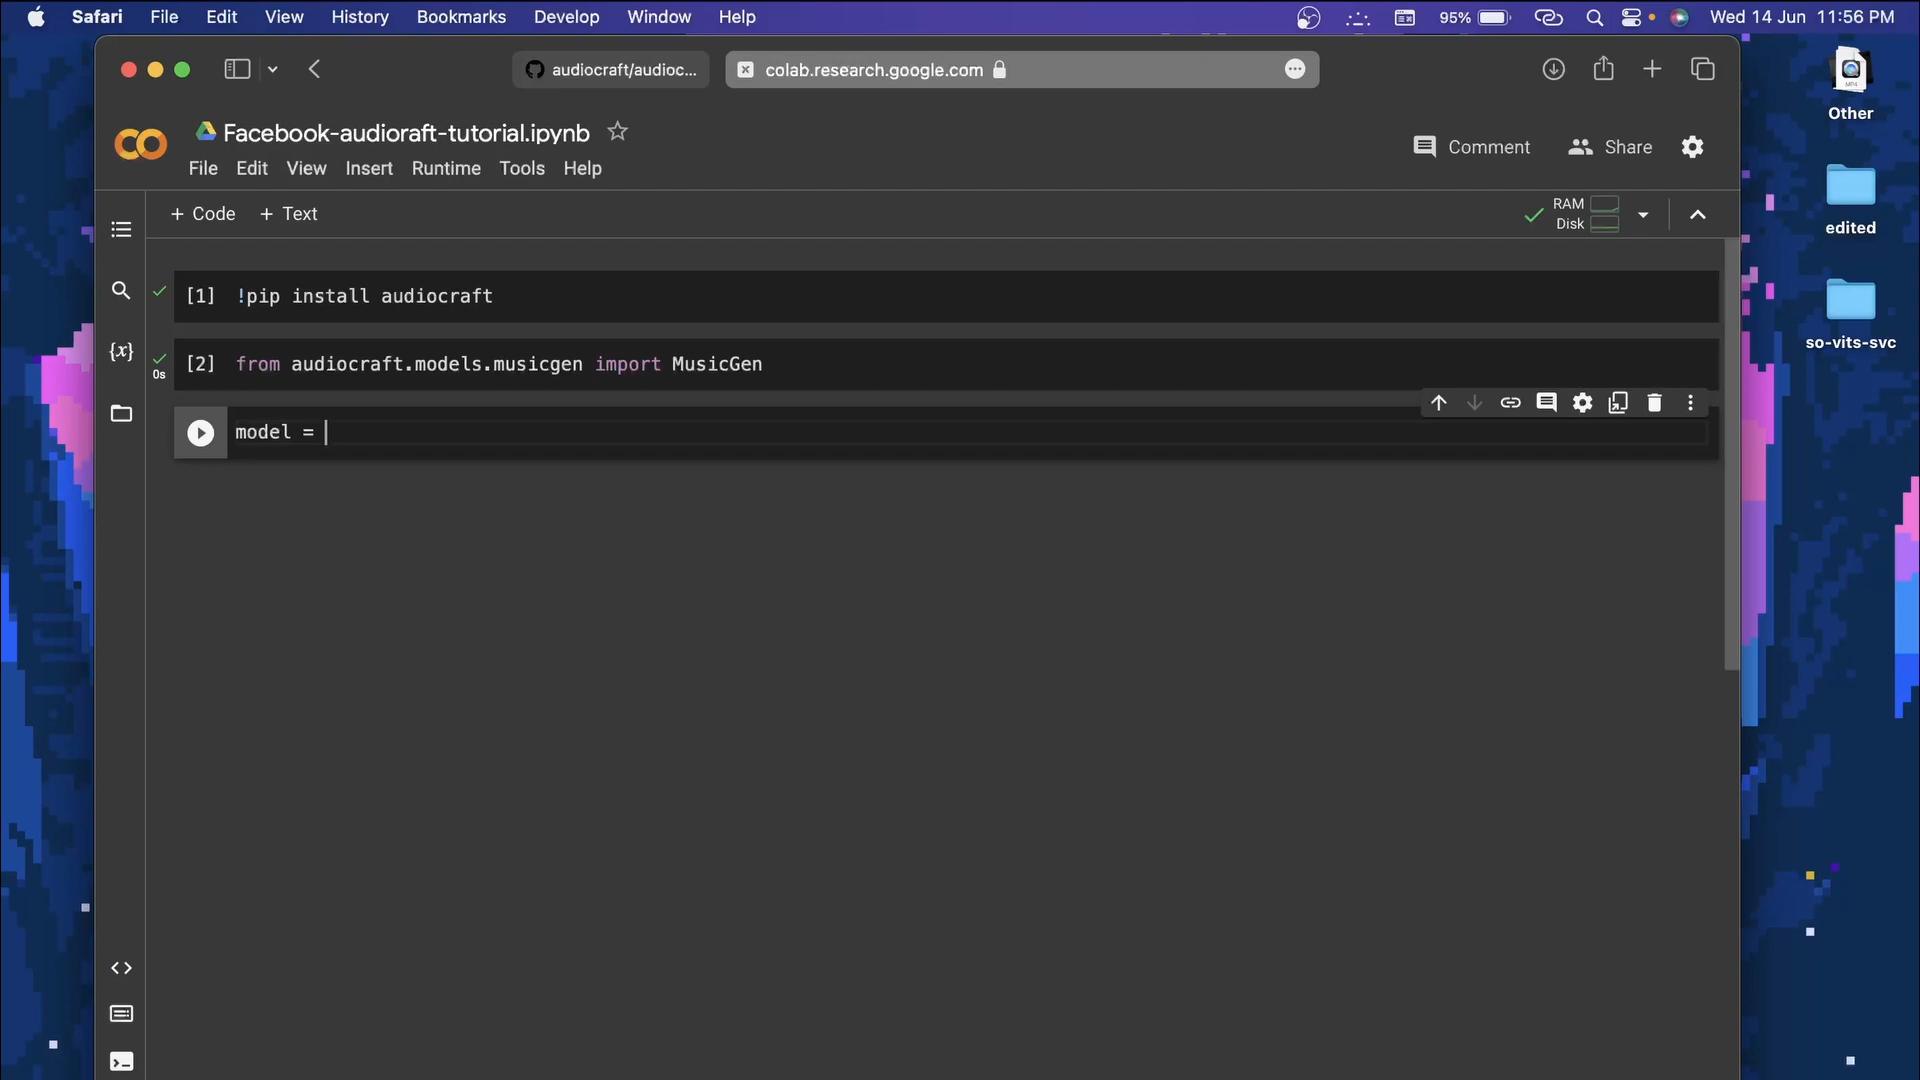 Safari File Edit View History Bookmarks Develop Window Help 95% Wed 14 Jun 11:56 PM
audiocraft/audioc... colab.research.google.com
MP4
Other
edited
so-vits-svc
CO Facebook-audioraft-tutorial.ipynb
File Edit View Insert Runtime Tools Help
Comment Share
+ Code + Text
RAM
Disk
[1] !pip install audiocraft
{x}
[2] from audiocraft.models.musicgen import MusicGen
0s
model =